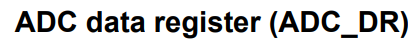 ADC data register (ADC_DR)